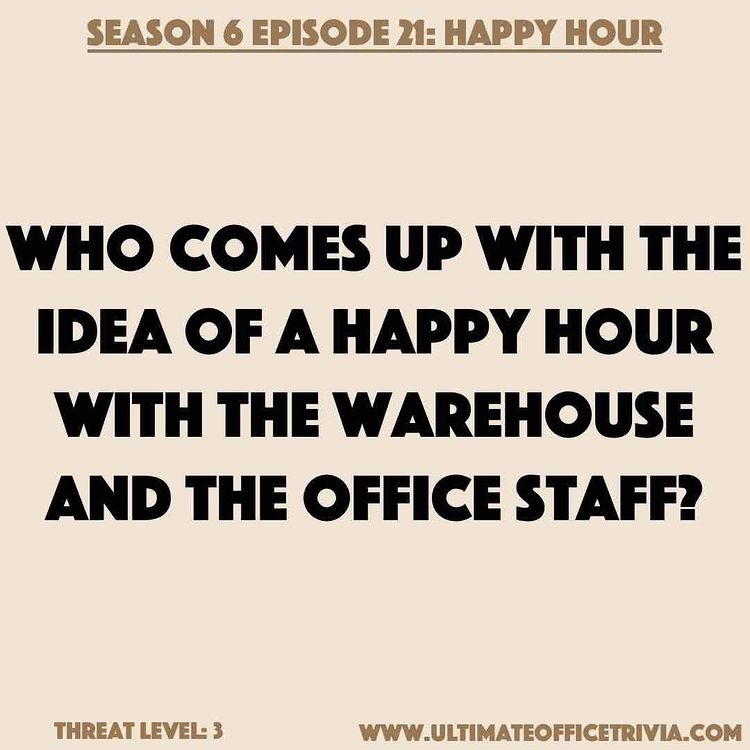 SEASON 6 EPISODE 21: HAPPY HOUR
WHO COMES UP WITH THE
IDEA OF A HAPPY HOUR
WITH THE WAREHOUSE
AND THE OFFICE STAFF?
THREAT LEVEL: 3
WWW.ULTIMATEOFFICETRIVIA.COM